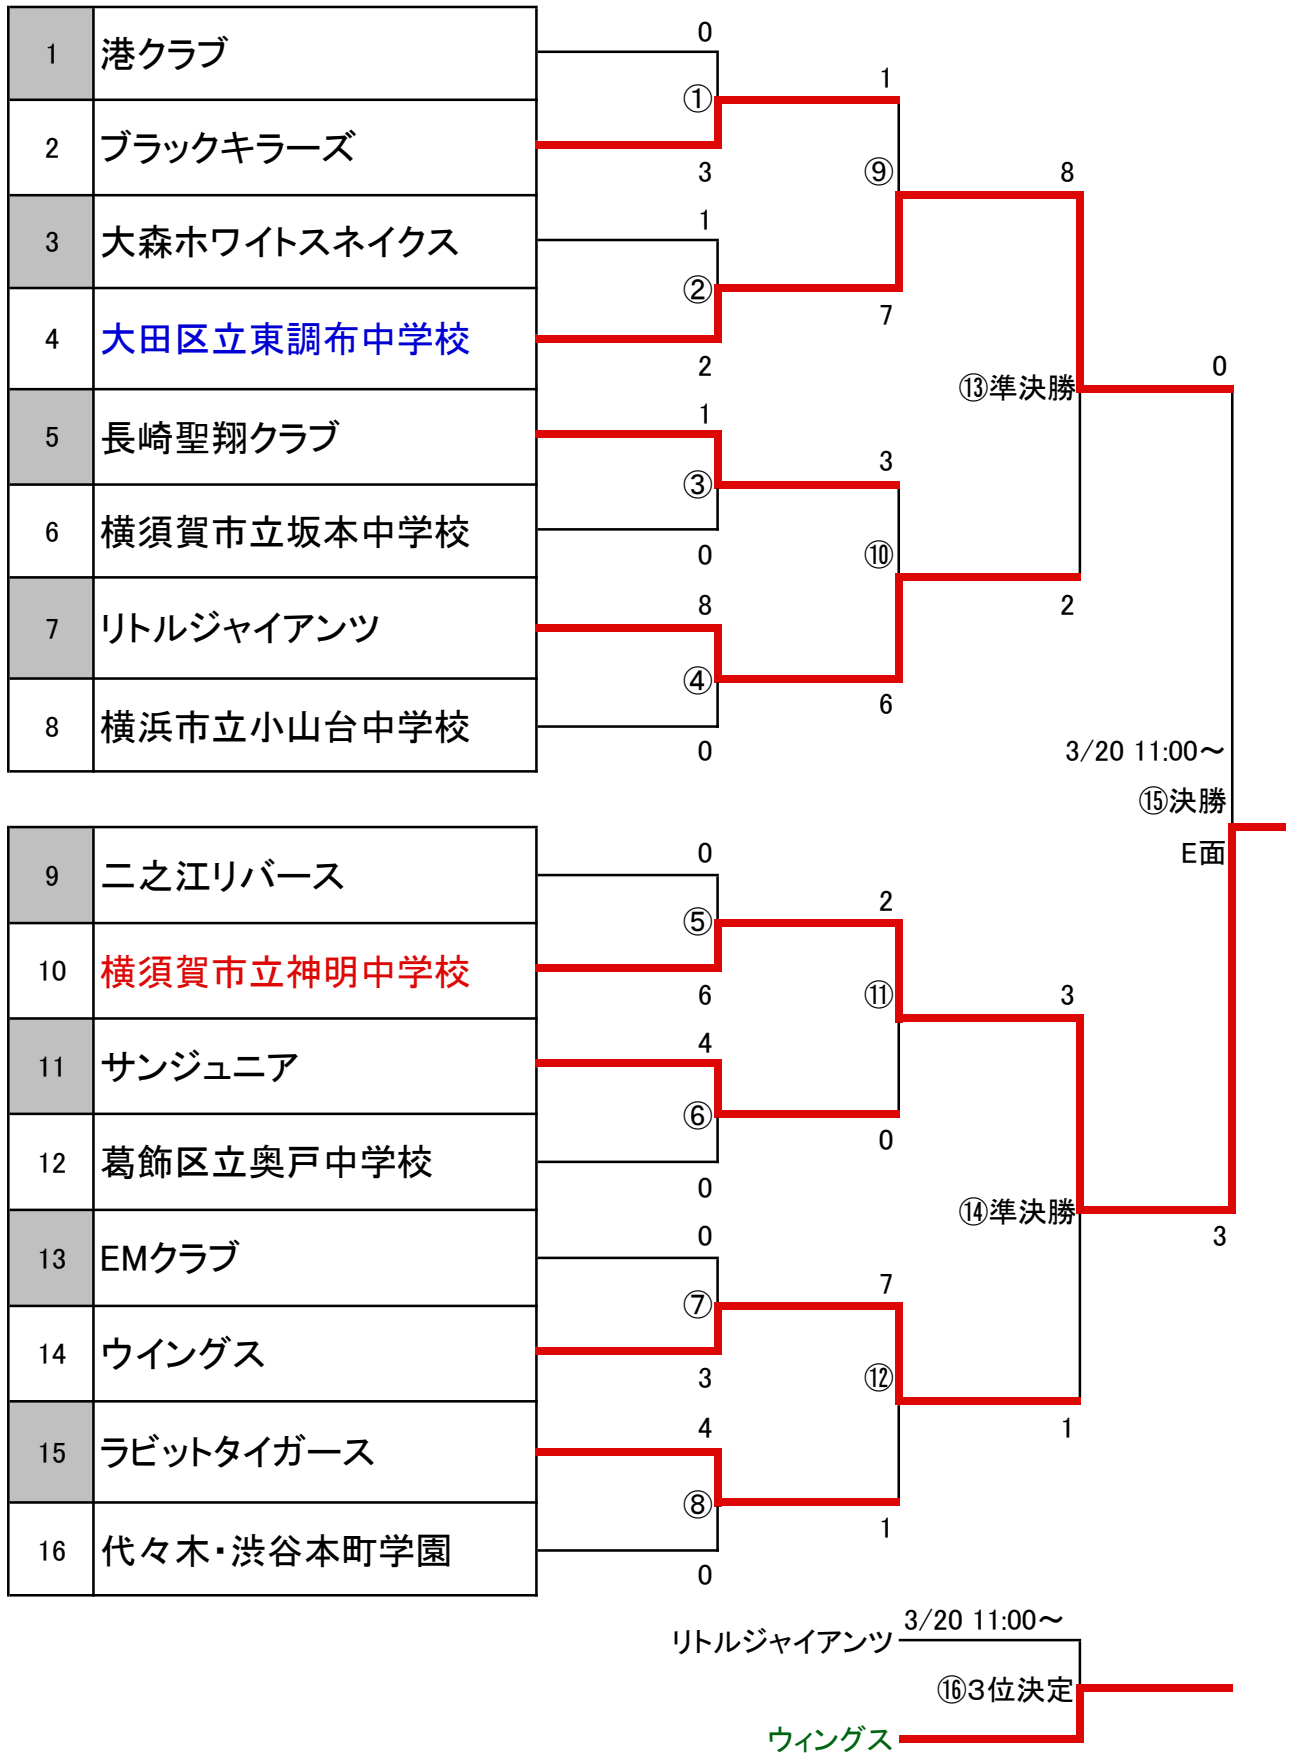 1 港クラブ
2 ブラックキラーズ
3 大森ホワイトスネイクス
4 大田区立東調布中学校
5 長崎聖翔クラブ
6 横須賀市立坂本中学校
7 リトルジャイアンツ
8 横浜市立小山台中学校
0
①
3
1
②
2
1
③
0
8
④
0
1
⑨
7
3
⑩
6
8
⑬準決勝
2
0
3/20 11:00～
⑮決勝
E面
9 二之江リバース
10 横須賀市立神明中学校
11 サンジュニア
12 葛飾区立奥戸中学校
13 EMクラブ
14 ウイングス
15 ラビットタイガース
16 代々木・渋谷本町学園
0
⑤
6
4
⑥
0
0
⑦
3
4
⑧
0
2
⑪
0
7
⑫
1
3
⑭準決勝
1
3
リトルジャイアンツ 3/20 11:00～
⑯3位決定
ウィングス